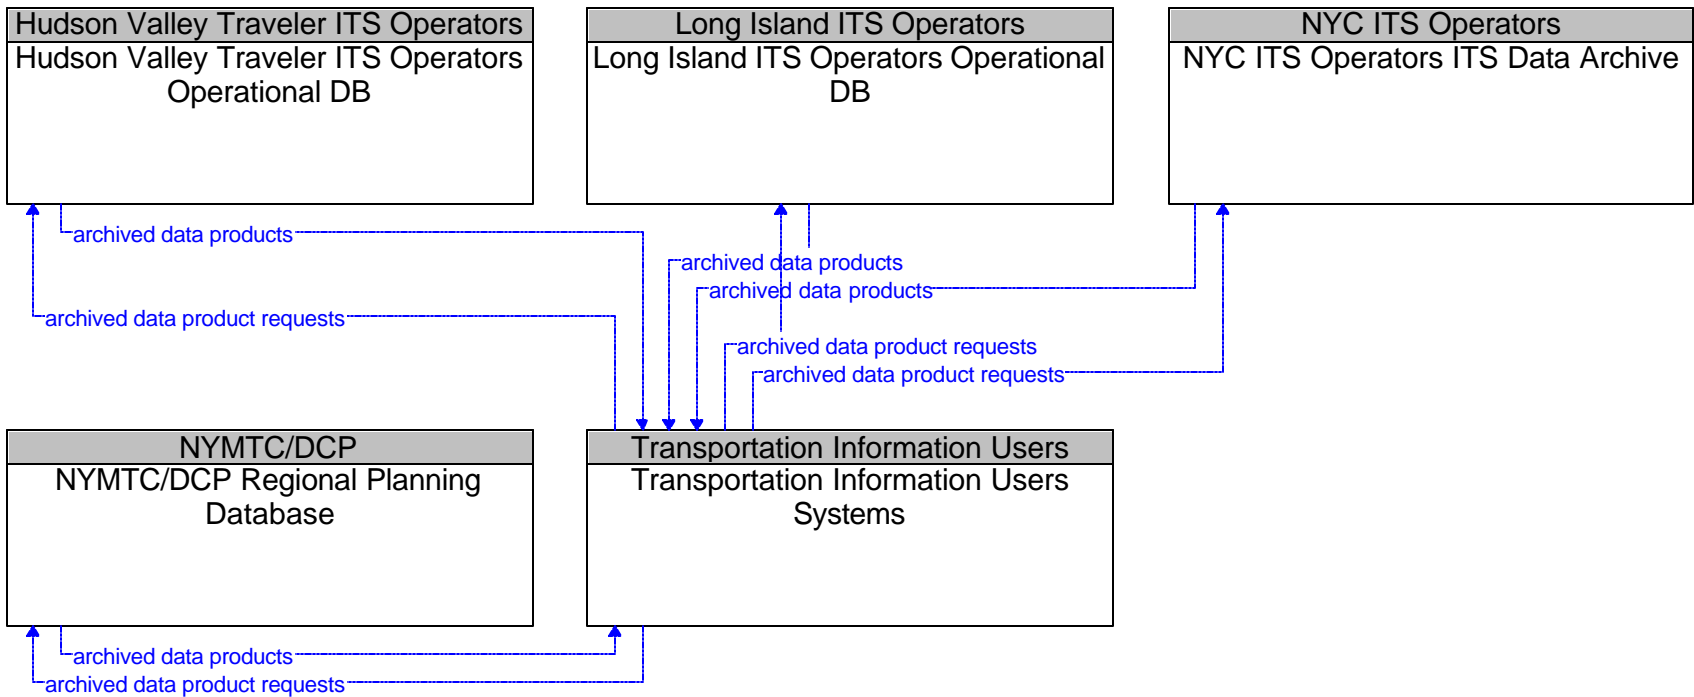 Hudson Valley Traveler ITS Operators
Hudson Valley Traveler ITS Operators
Operational DB
Long Island ITS Operators
Long Island ITS Operators Operational
DB
NYC ITS Operators
NYC ITS Operators ITS Data Archive
archived data products
archived data products
archived data products
archived data product requests
archived data product requests
archived data product requests
NYMTC/DCP
NYMTC/DCP Regional Planning
Database
Transportation Information Users
Transportation Information Users
Systems
archived data products
archived data product requests